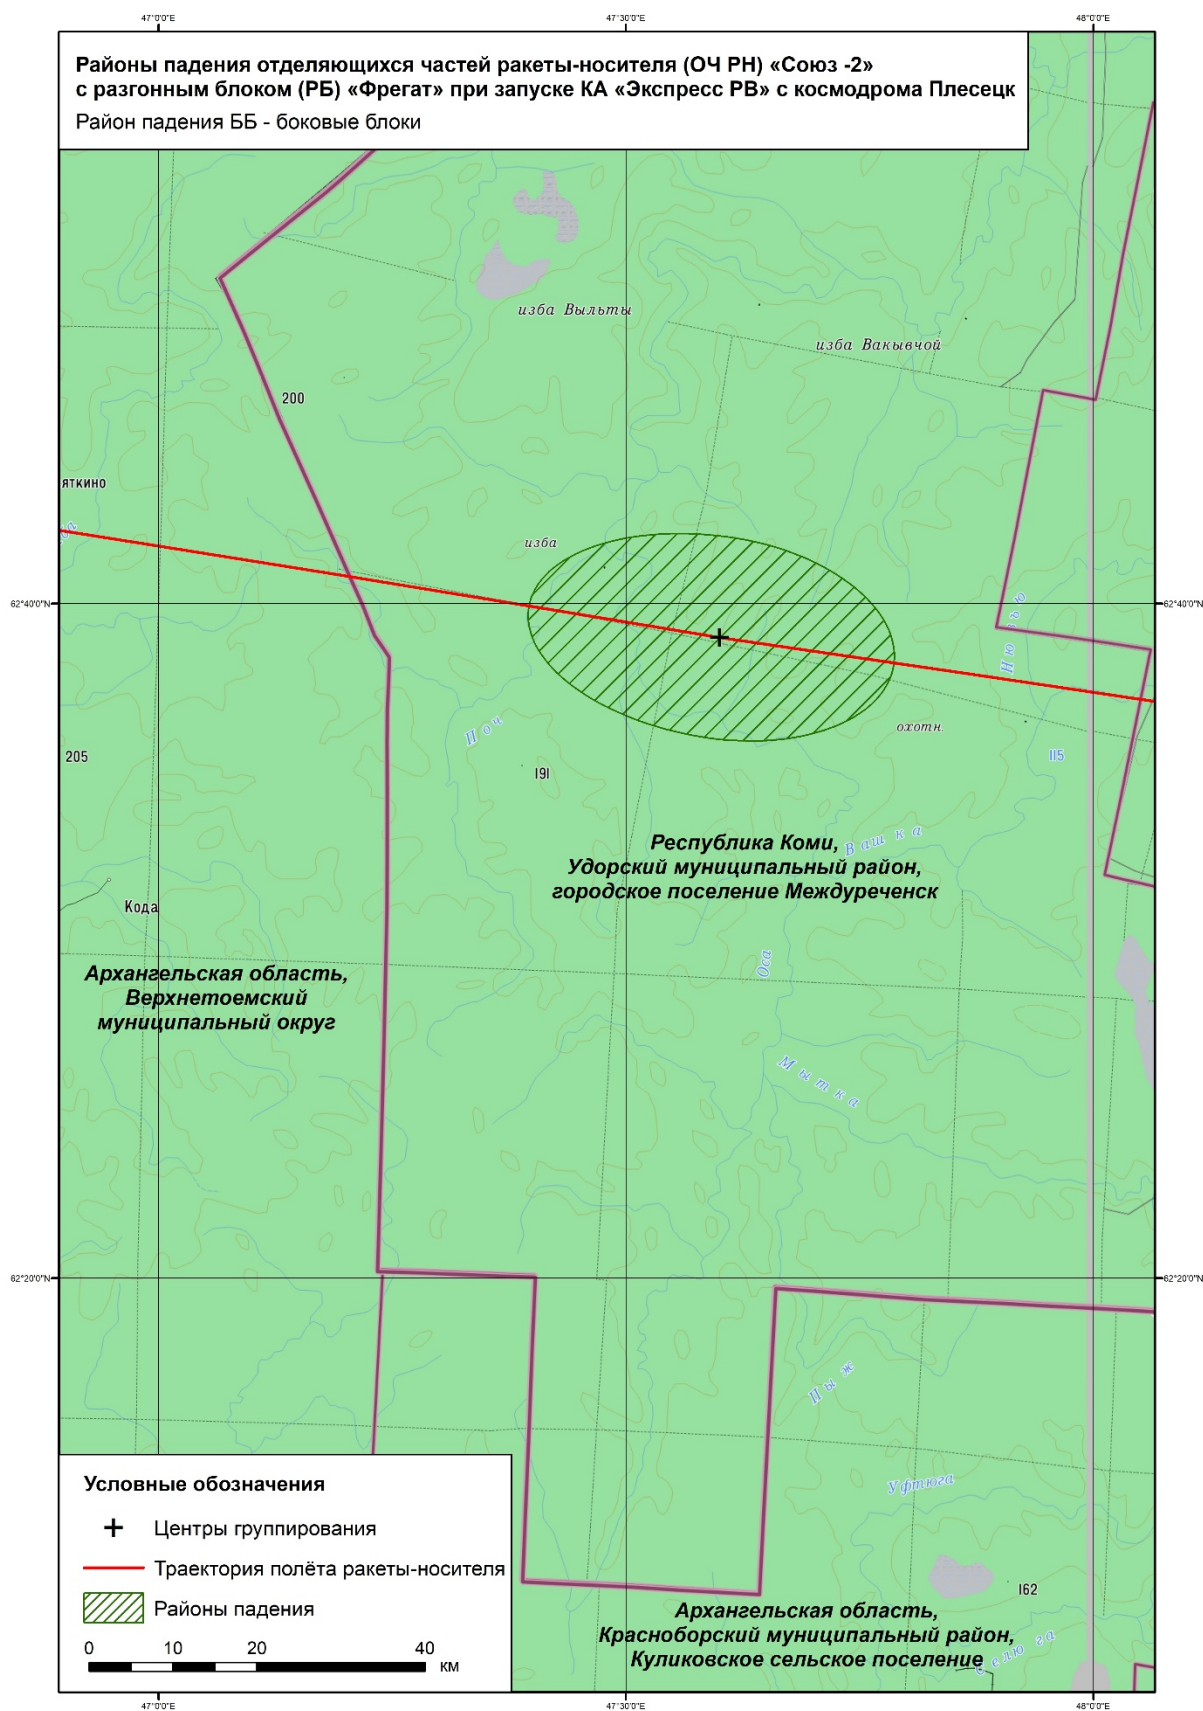 47°0'0"E
47°30'0"E
48°0'0"E
Районы падения отделяющихся частей ракеты-носителя (ОЧ РН) «Союз -2»
с разгонным блоком (РБ) «Фрегат» при запуске КА «Экспресс РВ» с космодрома Плесецк
Район падения ББ - боковые блоки
изба Выльты
изба Вакывчой
200
яткино
изба
62°40'0"N
62°40'0"N
Поч
охотн.
205
191
115
Республика Коми,
Удорский муниципальный район,
городское поселение Междуреченск
Вашка
Кода
Архангельская область,
Верхнетоемский
муниципальный округ
Оса
Мытка
62°20'0"N
62°20'0"N
Пыж
Уфтюга
Условные обозначения
Центры группирования
Траектория полёта ракеты-носителя
Районы падения
0 10 20 40
км
162
Архангельская область,
Красноборский муниципальный район,
Куликовское сельское поселение
47°0'0"E
47°30'0"E
48°0'0"E